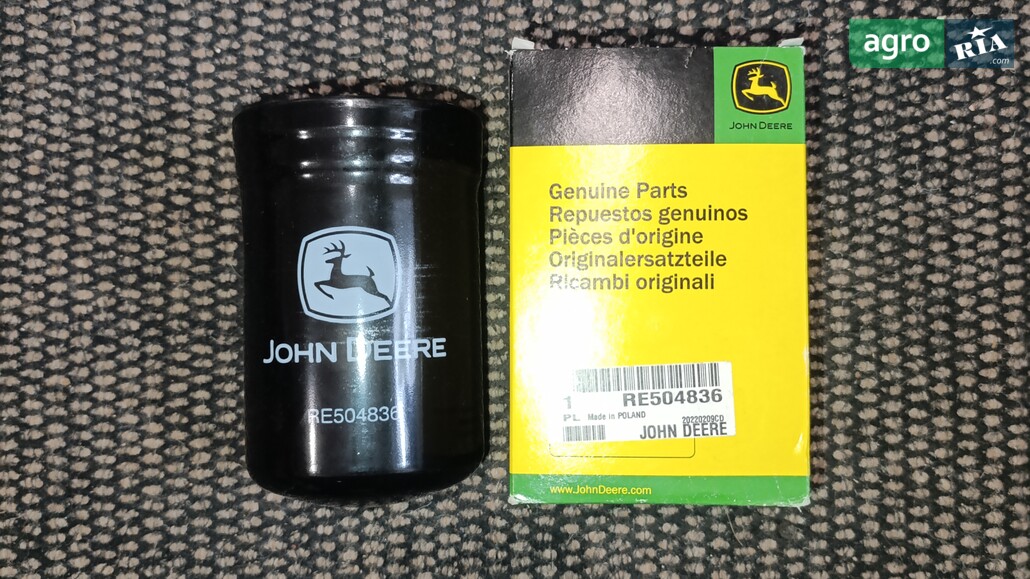 agro
RIA
.com
JOHN DEERE
RE504836
JOHN DEERE
Genuine Parts
Repuestos genuinos
Pièces d'origine
Originalersatzteile
Ricambi originali
1
RE504836
PL Made in POLAND
20220209CD
JOHN DEERE
www.JohnDeere.com